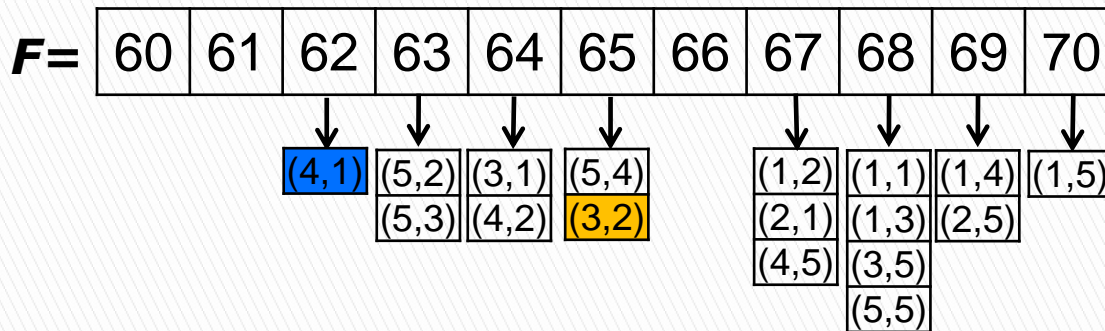 F= 60 61 62 63 64 65 66 67 68 69 70
(4,1) (5,2) (3,1) (5,4) (1,2) (1,1) (1,4) (1,5)
(5,3) (4,2) (3,2) (2,1) (1,3) (2,5)
(4,5) (3,5)
(5,5)